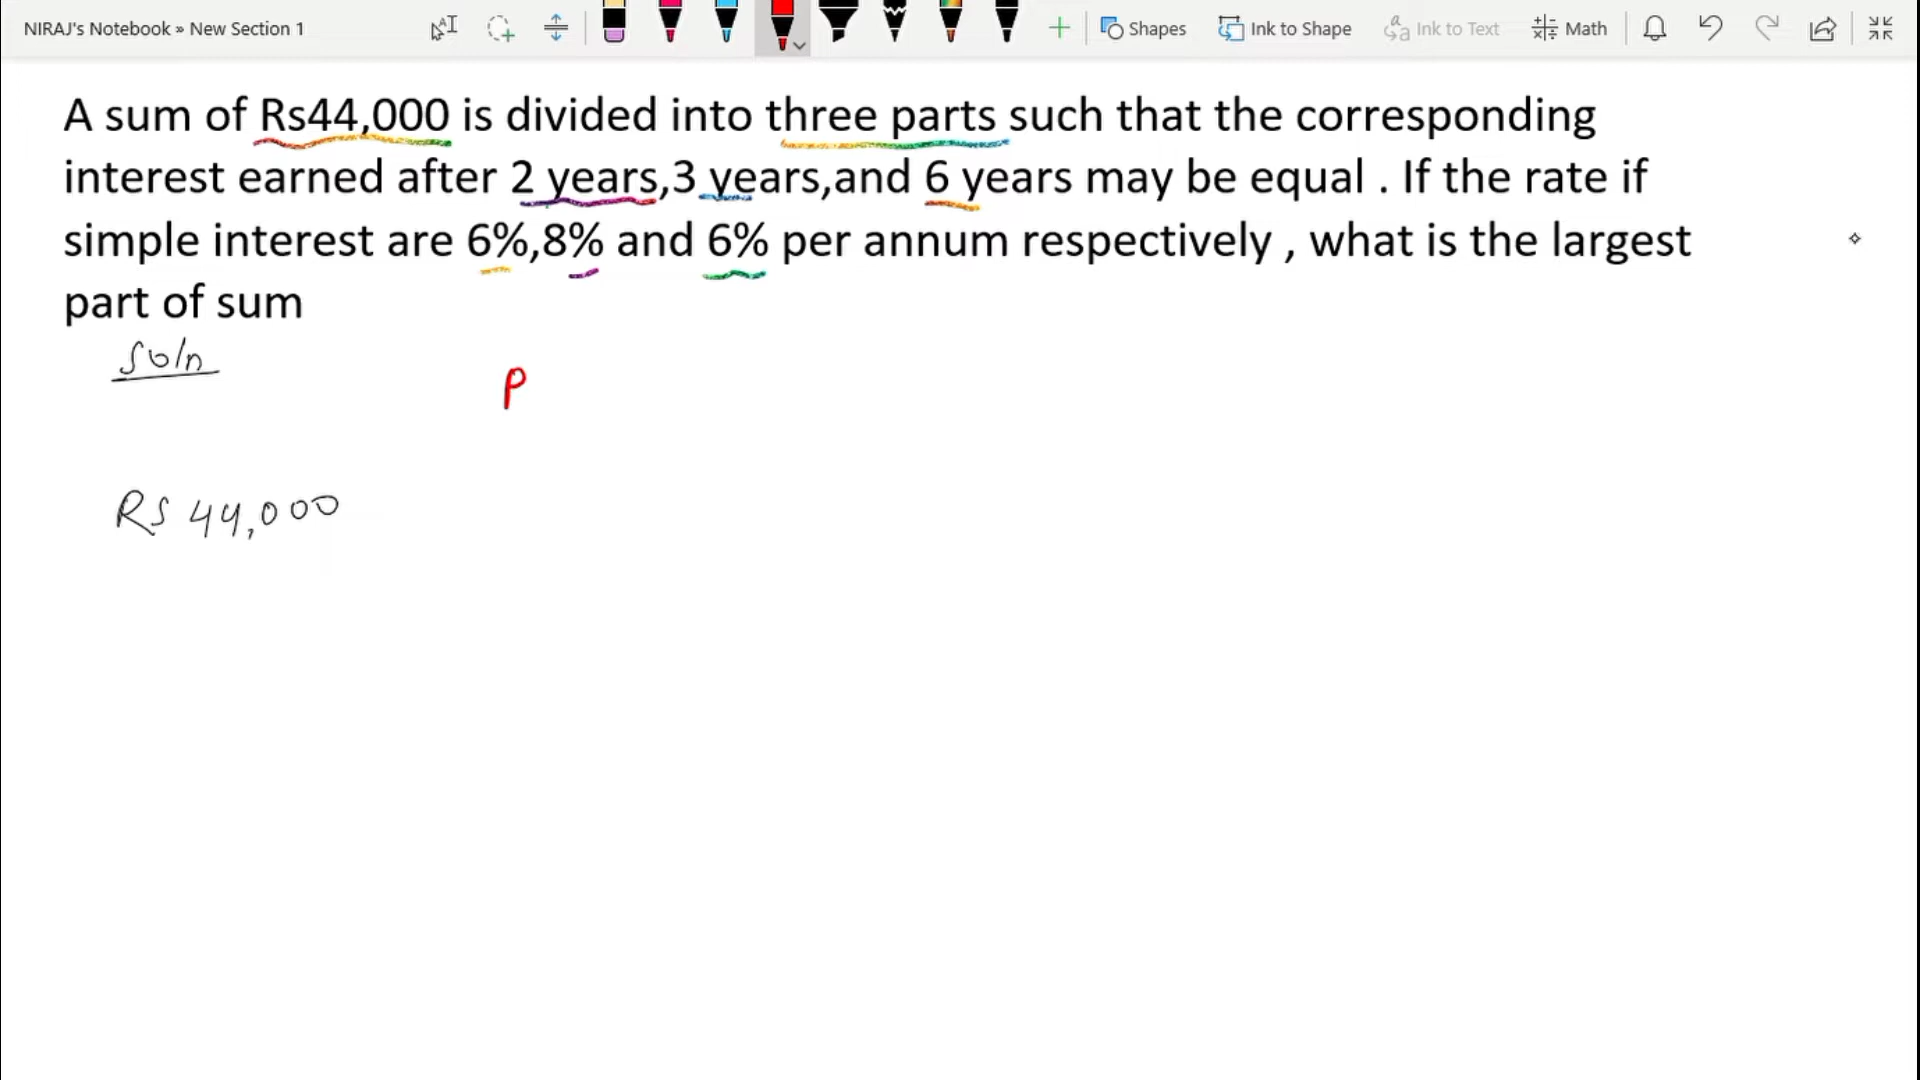 NIRAJ's Notebook » New Section 1
Shapes
Ink to Shape
Ink to Text
Math
A sum of Rs44,000 is divided into three parts such that the corresponding
interest earned after 2 years,3 years,and 6 years may be equal . If the rate if
simple interest are 6%,8% and 6% per annum respectively , what is the largest
part of sum
Soln
P
RS 44,000